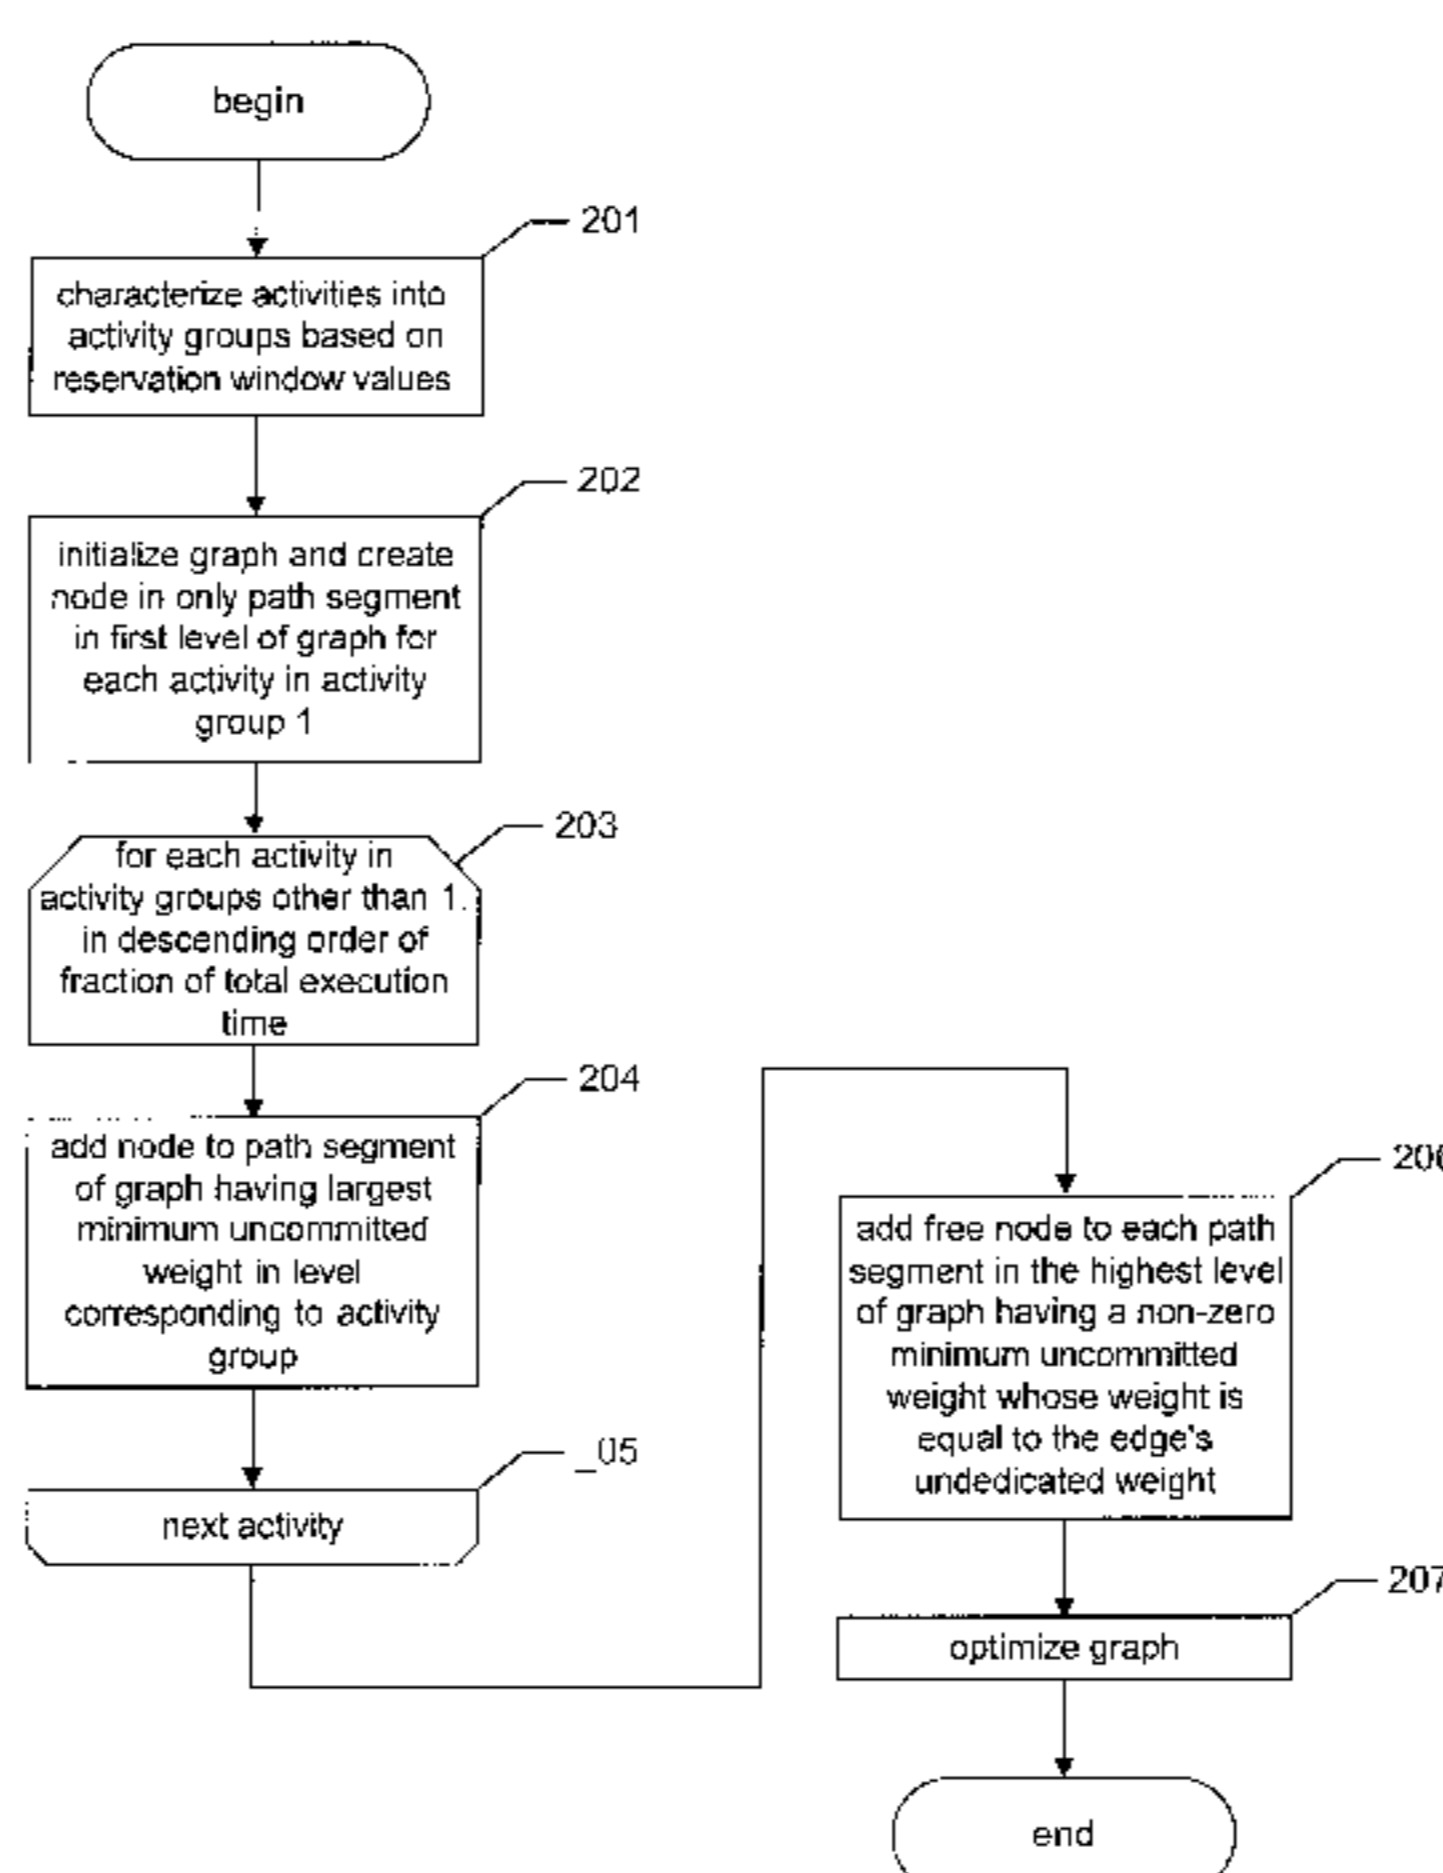 begin
201
characterize activities into
activity groups based on
reservation window values
202
initialize graph and create
node in only path segment
in first level of graph for
each activity in activity
group 1
203
for each activity in
activity groups other than 1,
in descending order of
fraction of total execution
time
204
add node to path segment
of graph having largest
minimum uncommitted
weight in level
corresponding to activity
group
_05
next activity
206
add free node to each path
segment in the highest level
of graph having a non-zero
minimum uncommitted
weight whose weight is
equal to the edge's
undedicated weight
207
optimize graph
end